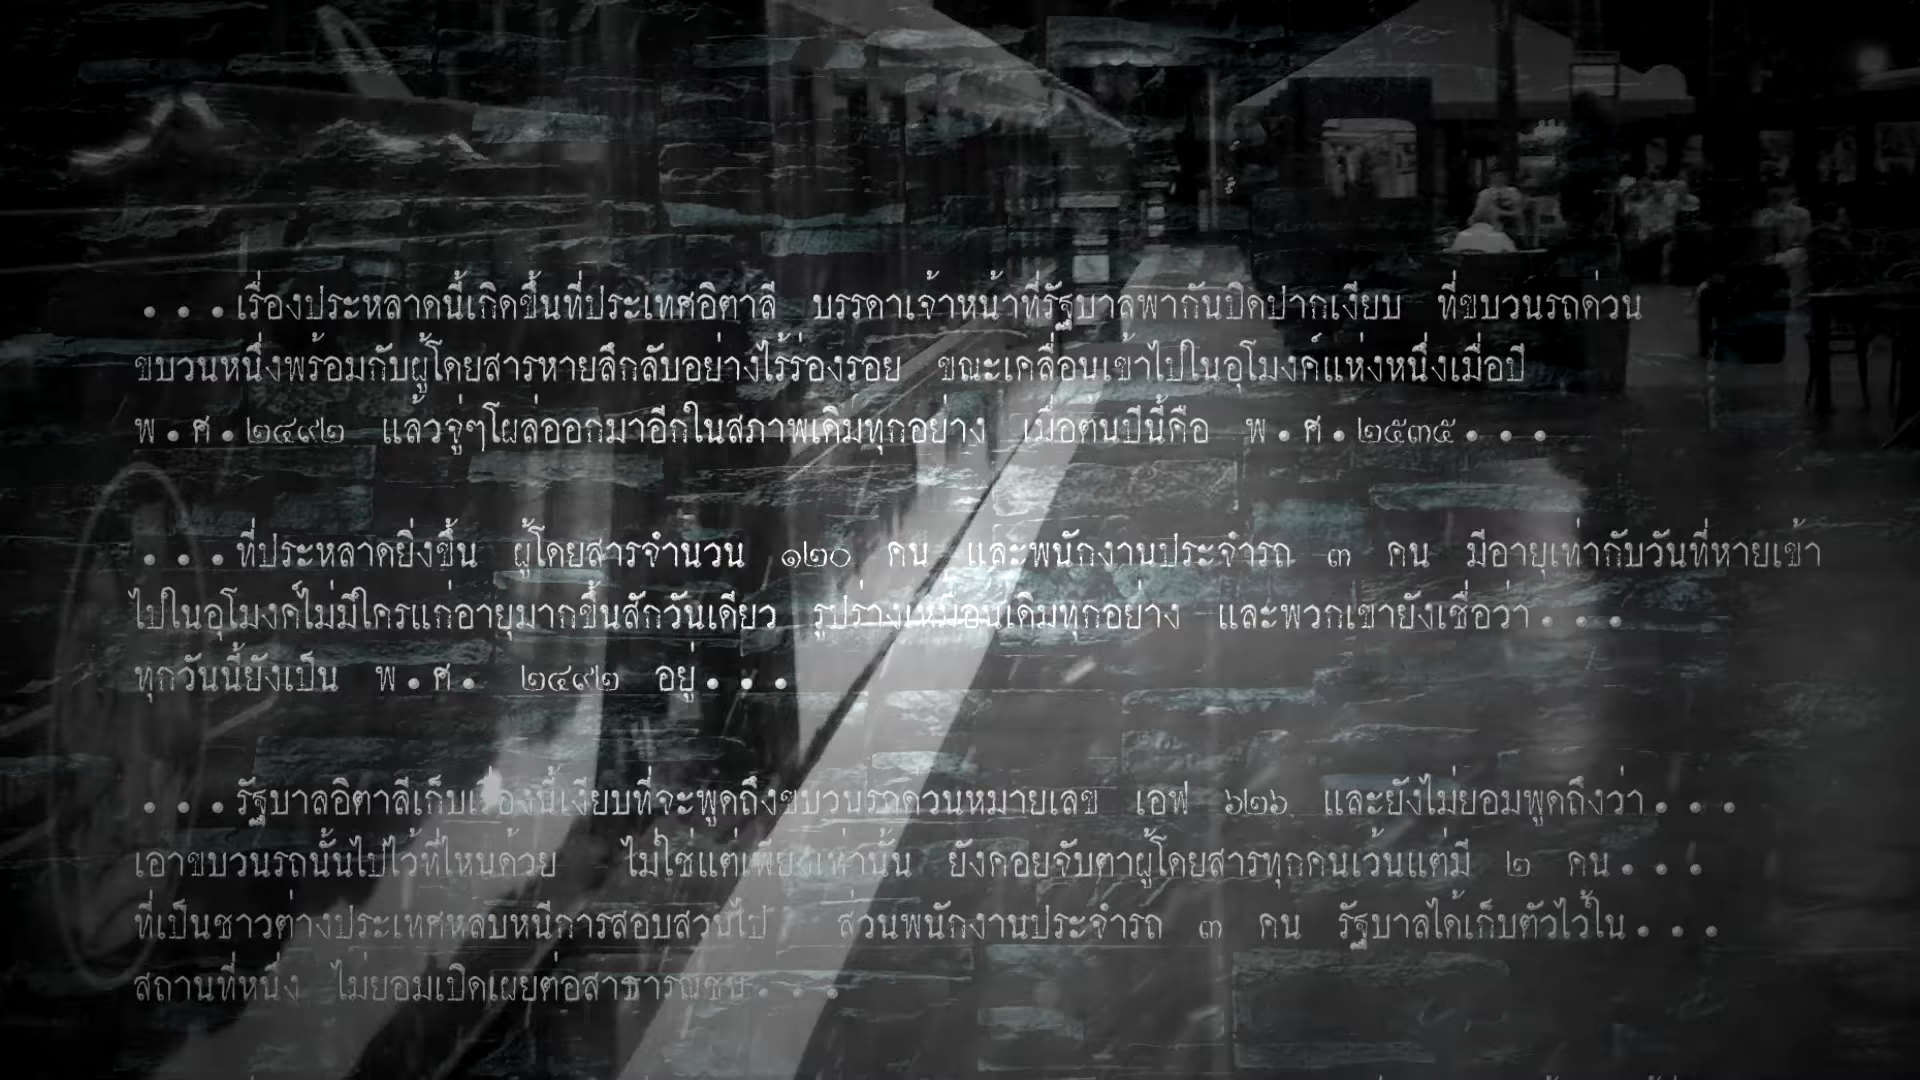 ...เรื่องประหลาดนี้เกิดขึ้นที่ประเทศอิตาลี บรรดาเจ้าหน้าที่รัฐบาลพากันปิดปากเงียบ ที่ขบวนรถด่วน
ขบวนหนึ่งพร้อมกับผู้โดยสารหายลึกลับอย่างไร้ร่องรอย ขณะเคลื่อนเข้าไปในอุโมงค์แห่งหนึ่งเมื่อปี
พ.ศ.๒๔๙๒ แล้วจู่ๆโผล่ออกมาอีกในสภาพเดิมทุกอย่าง เมื่อต้นปีนี้คือ พ.ศ.๒๕๓๕...
...ที่ประหลาดยิ่งขึ้น ผู้โดยสารจำนวน ๑๒๐ คน และพนักงานประจำรถ ๓ คน มีอายุเท่ากับวันที่หายเข้า
ไปในอุโมงค์ไม่มีใครแก่อายุมากขึ้นสักวันเดียว รูปร่างเหมือนเดิมทุกอย่าง และพวกเขายังเชื่อว่า...
ทุกวันนี้ยังเป็น พ.ศ. ๒๔๙๒ อยู่...
...รัฐบาลอิตาลีเก็บเรื่องนี้เงียบที่จะพูดถึงขบวนรถด่วนหมายเลข เอฟ ๖๒๖ และยังไม่ยอมพูดถึงว่า...
เอาขบวนรถนั้นไปไว้ที่ไหนด้วย ไม่ใช่แต่เพียงเท่านั้น ยังคอยจับตาผู้โดยสารทุกคนเว้นแต่มี ๒ คน...
ที่เป็นชาวต่างประเทศหลบหนีการสอบสวนไป ส่วนพนักงานประจำรถ ๓ คน รัฐบาลได้เก็บตัวไว้ใน...
สถานที่หนึ่ง ไม่ยอมเปิดเผยต่อสาธารณชน...